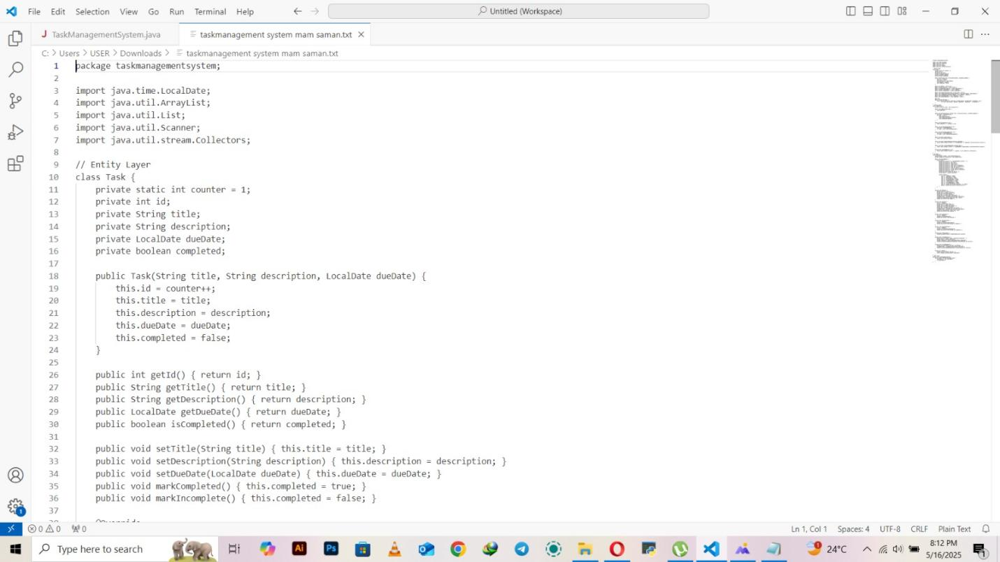 File Edit Selection View Go Run Terminal Help Untitled (Workspace)
TaskManagementSystem.java taskmanagement system mam saman.txt
C: > Users > USER > Downloads > taskmanagement system mam saman.txt
1 package taskmanagementsystem;
2
3 import java.time.LocalDate;
4 import java.util.ArrayList;
5 import java.util.List;
6 import java.util.Scanner;
7 import java.util.stream.Collectors;
8
9 // Entity Layer
10 class Task {
11 private static int counter = 1;
12 private int id;
13 private String title;
14 private String description;
15 private LocalDate dueDate;
16 private boolean completed;
17
18 public Task(String title, String description, LocalDate dueDate) {
19 this.id = counter++;
20 this.title = title;
21 this.description = description;
22 this.dueDate = dueDate;
23 this.completed = false;
24 }
25
26 public int getId() { return id; }
27 public String getTitle() { return title; }
28 public String getDescription() { return description; }
29 public LocalDate getDueDate() { return dueDate; }
30 public boolean isCompleted() { return completed; }
31
32 public void setTitle(String title) { this.title = title; }
33 public void setDescription(String description) { this.description = description; }
34 public void setDueDate(LocalDate dueDate) { this.dueDate = dueDate; }
35 public void markCompleted() { this.completed = true; }
36 public void markIncomplete() { this.completed = false; }
37
1
0 0 0 Ln 1, Col 1 Spaces: 4 UTF-8 CRLF Plain Text
Type here to search Ai Ps 1 24°C 8:12 PM
5/16/2025 1